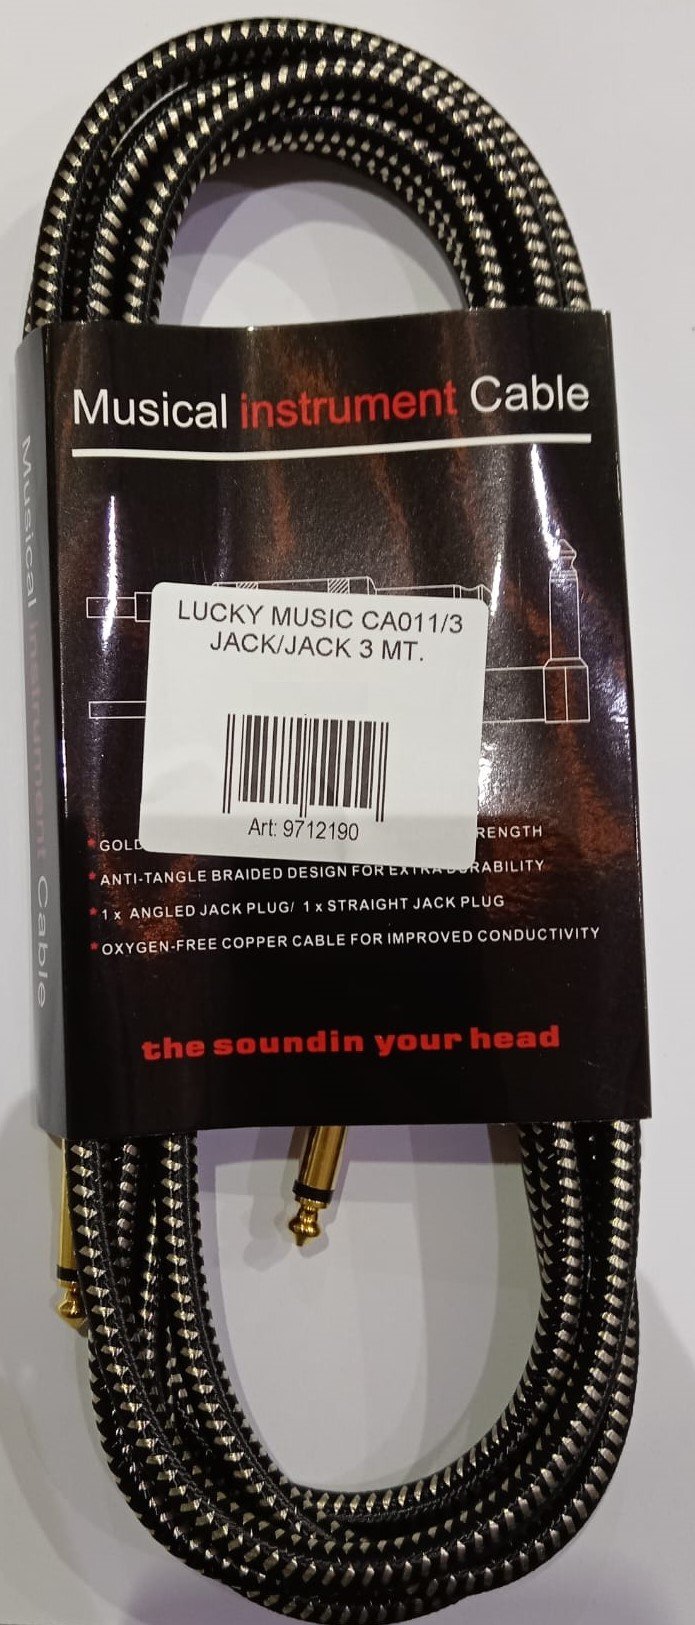 Musical instrument Cable
Musical instrument Cable
LUCKY MUSIC CA011/3
JACK/JACK 3 MT.
Art: 9712190
* ANTI-TANGLE BRAIDED DESIGN FOR EXTRA DURABILITY
* 1 x ANGLED JACK PLUG/ 1 x STRAIGHT JACK PLUG
* OXYGEN-FREE COPPER CABLE FOR IMPROVED CONDUCTIVITY
the soundin your head